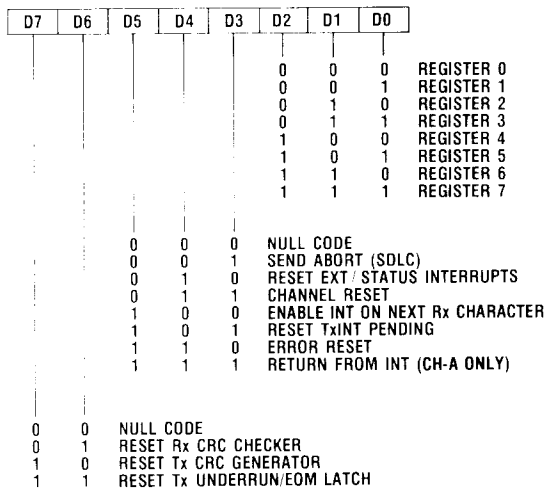 D7 D6 D5 D4 D3 D2 D1 D0
0 0 0 REGISTER 0
0 0 1 REGISTER 1
0 1 0 REGISTER 2
0 1 1 REGISTER 3
1 0 0 REGISTER 4
1 0 1 REGISTER 5
1 1 0 REGISTER 6
1 1 1 REGISTER 7
0 0 0 NULL CODE
0 0 1 SEND ABORT (SDLC)
0 1 0 RESET EXT/STATUS INTERRUPTS
0 1 1 CHANNEL RESET
1 0 0 ENABLE INT ON NEXT Rx CHARACTER
1 0 1 RESET TxINT PENDING
1 1 0 ERROR RESET
1 1 1 RETURN FROM INT (CH-A ONLY)
0 0 NULL CODE
0 1 RESET Rx CRC CHECKER
1 0 RESET Tx CRC GENERATOR
1 1 RESET Tx UNDERRUN/EOM LATCH